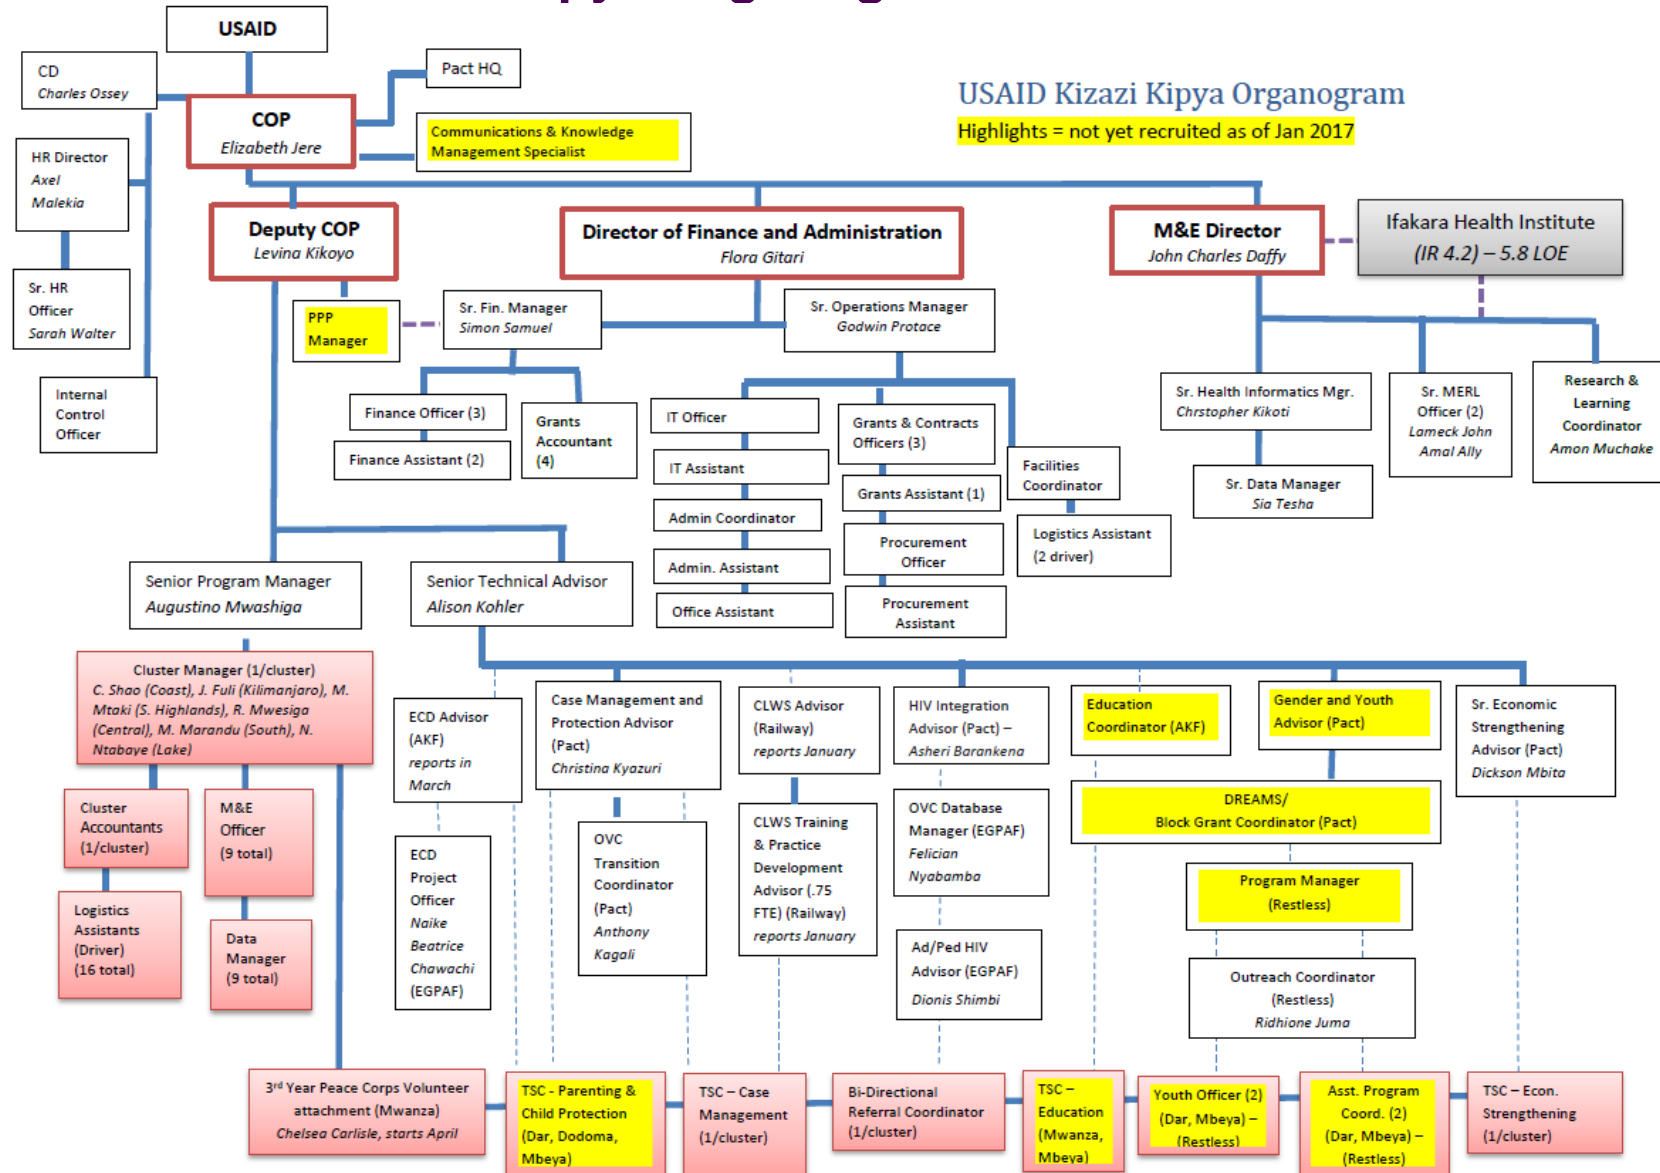 USAID
CD
Charles Ossey
Pact HQ
COP
Elizabeth Jere
Communications & Knowledge
Management Specialist
USAID Kizazi Kipya Organogram
Highlights = not yet recruited as of Jan 2017
HR Director
Axel
Malekia
Deputy COP
Levina Kikoyo
Director of Finance and Administration
Flora Gitari
M&E Director
John Charles Daffy
Ifakara Health Institute
(IR 4.2) – 5.8 LOE
Sr. HR
Officer
Sarah Walter
PPP
Manager
Sr. Fin. Manager
Simon Samuel
Sr. Operations Manager
Godwin Protace
Internal
Control
Officer
Finance Officer (3)
Finance Assistant (2)
Grants
Accountant
(4)
IT Officer
IT Assistant
Admin Coordinator
Admin. Assistant
Office Assistant
Grants & Contracts
Officers (3)
Grants Assistant (1)
Procurement
Officer
Procurement
Assistant
Facilities
Coordinator
Logistics Assistant
(2 driver)
Sr. Health Informatics Mgr.
Chrstopher Kikoti
Sr. Data Manager
Sia Tesha
Sr. MERL
Officer (2)
Lameck John
Amal Ally
Research &
Learning
Coordinator
Amon Muchake
Senior Program Manager
Augustino Mwashiga
Senior Technical Advisor
Alison Kohler
Cluster Manager (1/cluster)
C. Shao (Coast), J. Fuli (Kilimanjaro), M.
Mtaki (S. Highlands), R. Mwesiga
(Central), M. Marandu (South), N.
Ntabaye (Lake)
Cluster
Accountants
(1/cluster)
M&E
Officer
(9 total)
Logistics
Assistants
(Driver)
(16 total)
Data
Manager
(9 total)
ECD Advisor
(AKF)
reports in
March
ECD
Project
Officer
Naike
Beatrice
Chawachi
(EGPAF)
Case Management and
Protection Advisor
(Pact)
Christina Kyazuri
OVC
Transition
Coordinator
(Pact)
Anthony
Kagali
CLWS Advisor
(Railway)
reports January
CLWS Training
& Practice
Development
Advisor (.75
FTE) (Railway)
reports January
HIV Integration
Advisor (Pact) –
Asheri Barankena
OVC Database
Manager (EGPAF)
Felician
Nyabamba
Ad/Ped HIV
Advisor (EGPAF)
Dionis Shimbi
Education
Coordinator (AKF)
Gender and Youth
Advisor (Pact)
DREAMS/
Block Grant Coordinator (Pact)
Program Manager
(Restless)
Outreach Coordinator
(Restless)
Ridhione Juma
Sr. Economic
Strengthening
Advisor (Pact)
Dickson Mbita
3rd Year Peace Corps Volunteer
attachment (Mwanza)
Chelsea Carlisle, starts April
TSC - Parenting &
Child Protection
(Dar, Dodoma,
Mbeya)
TSC – Case
Management
(1/cluster)
Bi-Directional
Referral Coordinator
(1/cluster)
TSC –
Education
(Mwanza,
Mbeya)
Youth Officer (2)
(Dar, Mbeya) –
(Restless)
Asst. Program
Coord. (2)
(Dar, Mbeya) –
(Restless)
TSC – Econ.
Strengthening
(1/cluster)